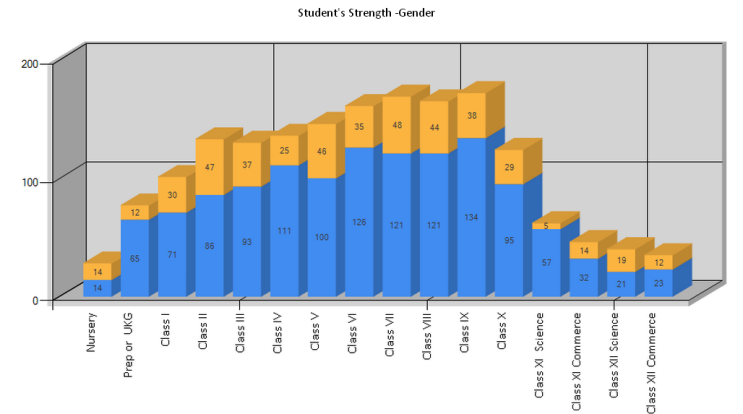 Student's Strength -Gender
200
100
0
14
12
30
47
37
25
46
35
48
44
38
29
5
14
19
12
14
65
71
86
93
111
100
126
121
121
134
95
57
32
21
23
Nursery
Prep or UKG
Class I
Class II
Class III
Class IV
Class V
Class VI
Class VII
Class VIII
Class IX
Class X
Class XI Science
Class XI Commerce
Class XII Science
Class XII Commerce